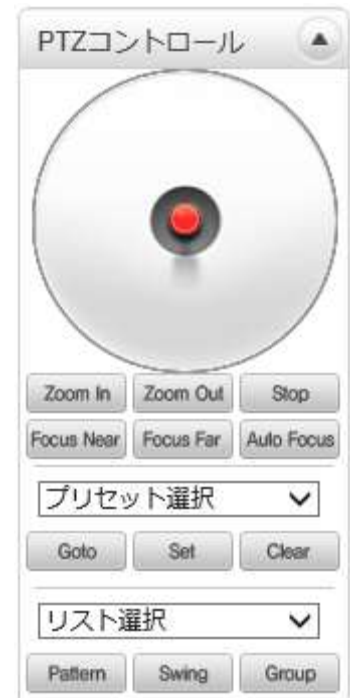 PTZコントロール
Zoom In Zoom Out Stop
Focus Near Focus Far Auto Focus
プリセット選択
Goto Set Clear
リスト選択
Pattern Swing Group